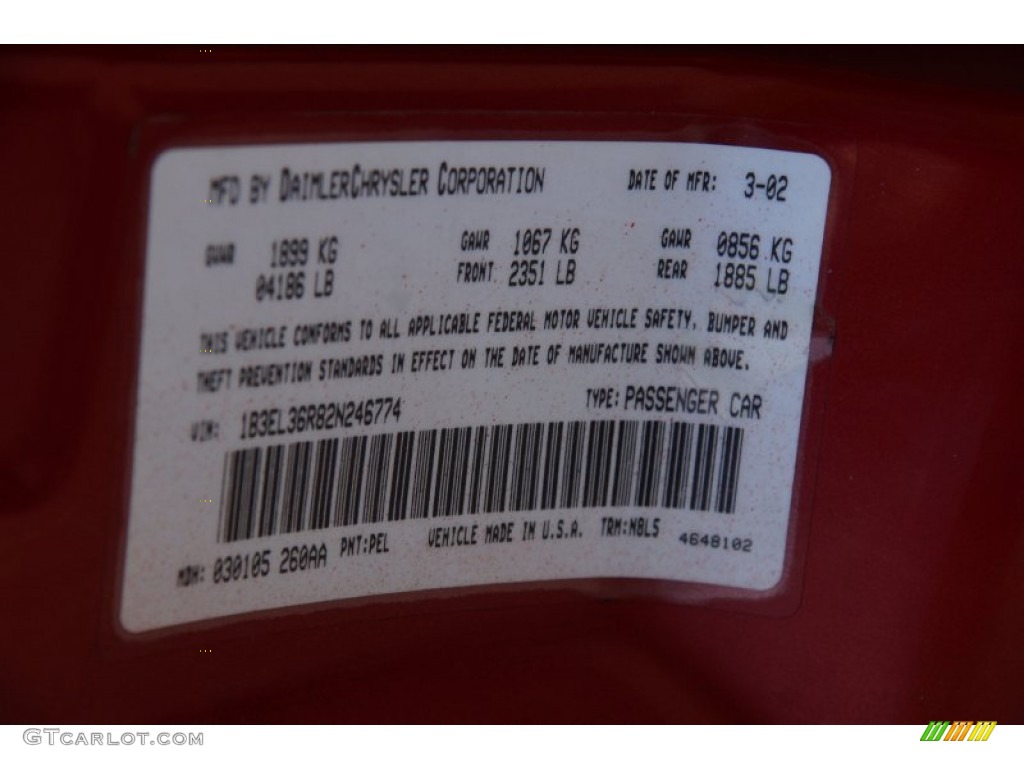 MFD BY DAIMLERCHRYSLER CORPORATION DATE OF MFR: 3-02
GVWR 1899 KG GAWR 1067 KG GAWR 0856 KG
04186 LB FRONT 2351 LB REAR 1885 LB
THIS VEHICLE CONFORMS TO ALL APPLICABLE FEDERAL MOTOR VEHICLE SAFETY, BUMPER AND
THEFT PREVENTION STANDARDS IN EFFECT ON THE DATE OF MANUFACTURE SHOWN ABOVE.
VIN: 1B3EL36R82N246774 TYPE: PASSENGER CAR
MDH: 030105 260AA PNT:PEL VEHICLE MADE IN U.S.A. TRM:NBL5 4648102
GTCARLOT.COM